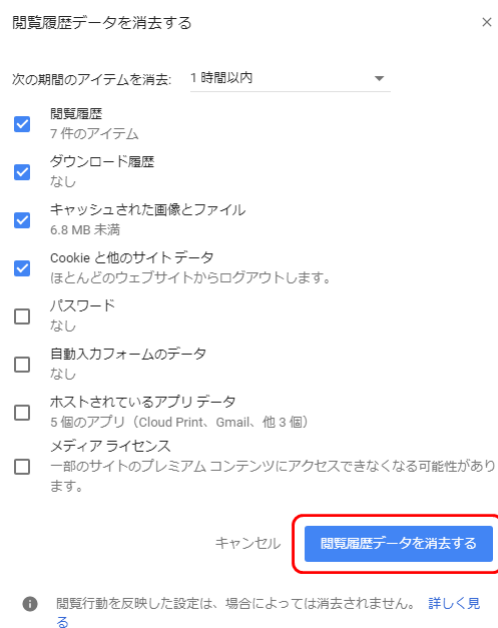 閲覧履歴データを消去する
次の期間のアイテムを消去: 1 時間以内
閲覧履歴
7 件のアイテム
ダウンロード履歴
なし
キャッシュされた画像とファイル
6.8 MB 未満
Cookie と他のサイト データ
ほとんどのウェブサイトからログアウトします。
パスワード
なし
自動入力フォームのデータ
なし
ホストされているアプリ データ
5 個のアプリ（Cloud Print、Gmail、他 3 個）
メディア ライセンス
一部のサイトのプレミアム コンテンツにアクセスできなくなる可能性があり
ます。
キャンセル 閲覧履歴データを消去する
閲覧行動を反映した設定は、場合によっては消去されません。 詳しく見
る